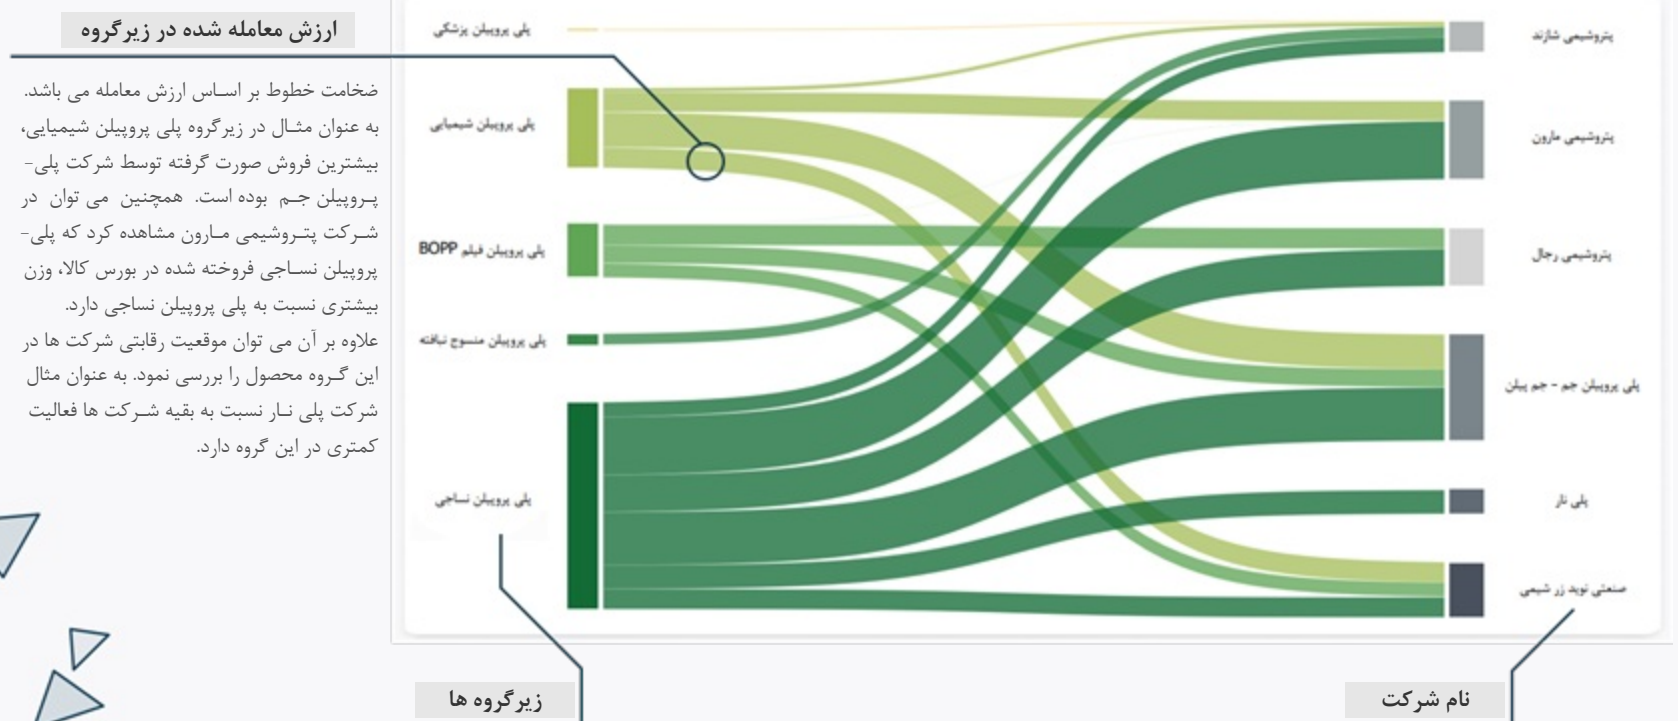 ارزش معامله شده در زیرگروه
ضخامت خطوط بر اساس ارزش معامله می باشد.
به عنوان مثال در زیرگروه پلی پروپیلن شیمیایی،
بیشترین فروش صورت گرفته توسط شرکت پلی-
پروپیلن جم بوده است. همچنین می توان در
شرکت پتروشیمی مارون مشاهده کرد که پلی-
پروپیلن نساجی فروخته شده در بورس کالا، وزن
بیشتری نسبت به پلی پروپیلن نساجی دارد.
علاوه بر آن می توان موقعیت رقابتی شرکت ها در
این گروه محصول را بررسی نمود. به عنوان مثال
شرکت پلی نار نسبت به بقیه شرکت ها فعالیت
کمتری در این گروه دارد.
پلی پروپیلن پزشکی
پلی پروپیلن شیمیایی
پلی پروپیلن فیلم BOPP
پلی پروپیلن منسوج نبافته
پلی پروپیلن نساجی
پتروشیمی شازند
پتروشیمی مارون
پتروشیمی رجال
پلی پروپیلن جم - جم پیلن
پلی نار
صنعتی نوید زر شیمی
زیرگروه ها
نام شرکت